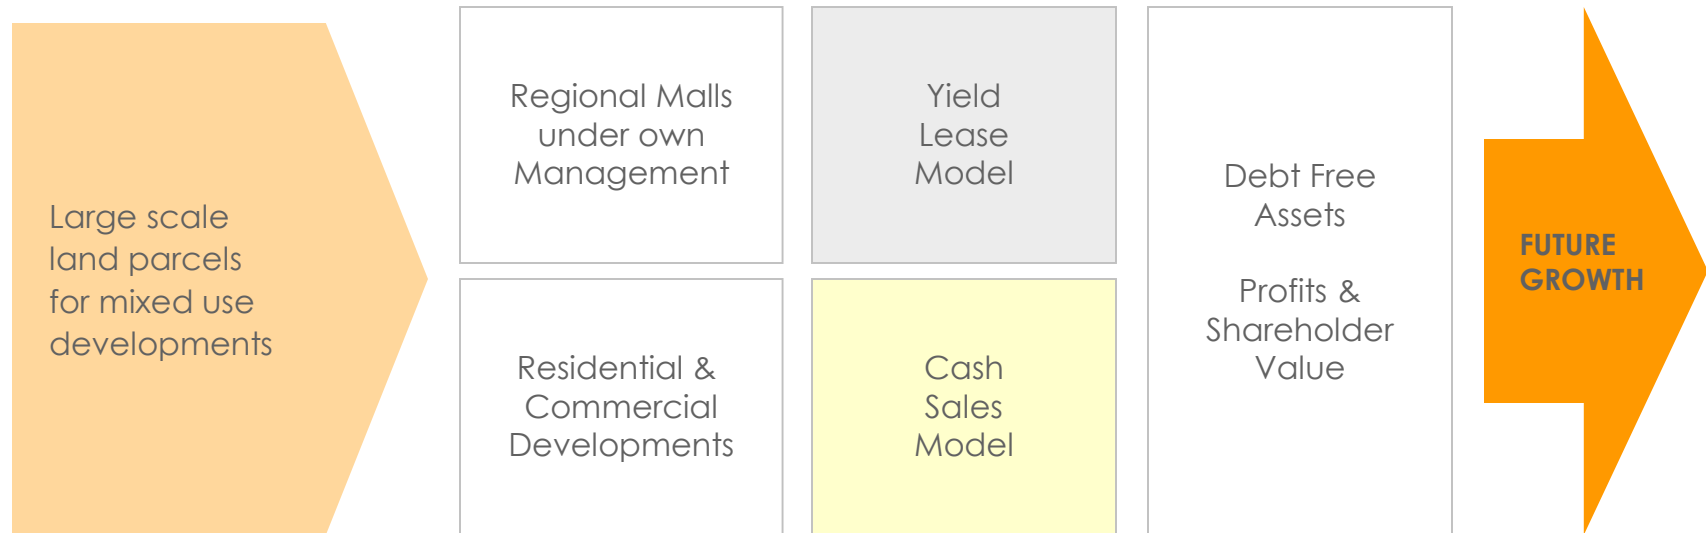 Large scale
land parcels
for mixed use
developments
Regional Malls
under own
Management
Yield
Lease
Model
Residential &
Commercial
Developments
Cash
Sales
Model
Debt Free
Assets
Profits &
Shareholder
Value
FUTURE
GROWTH